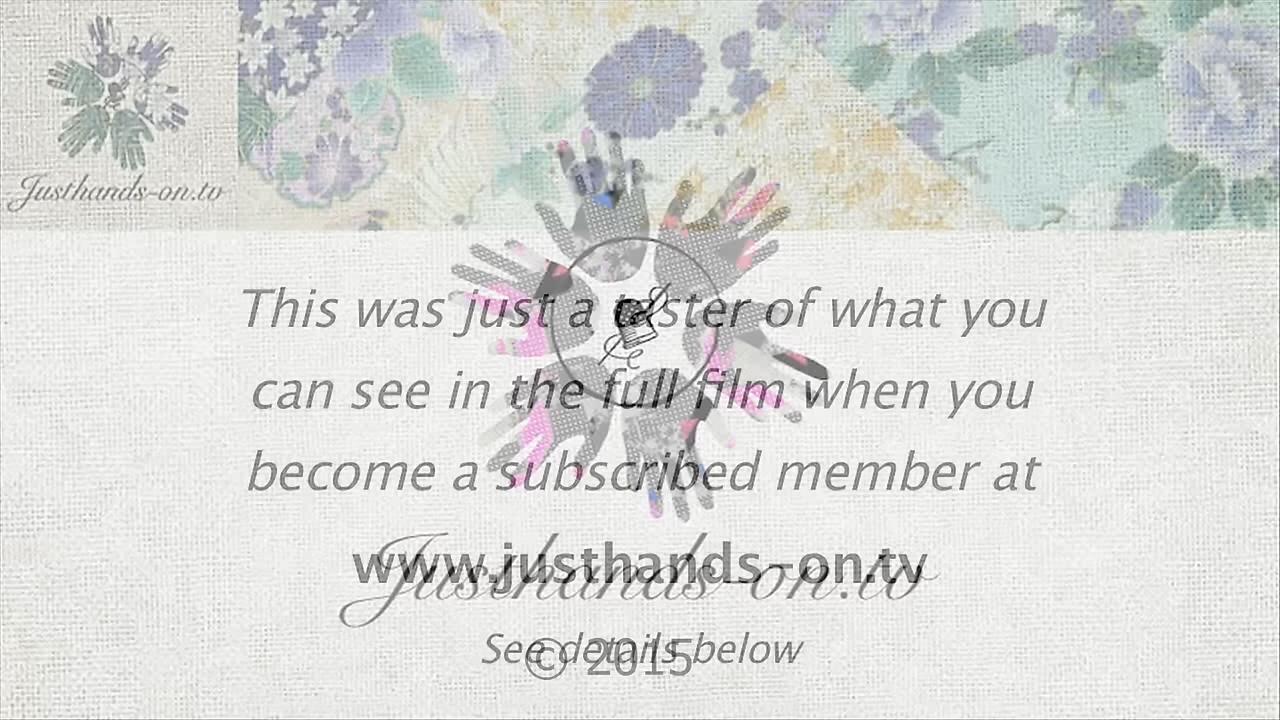 Justhands-on.tv
This was just a taster of what you
can see in the full film when you
become a subscribed member at
www.justhands-on.tv
Justhands-on.tv
See details below
© 2015